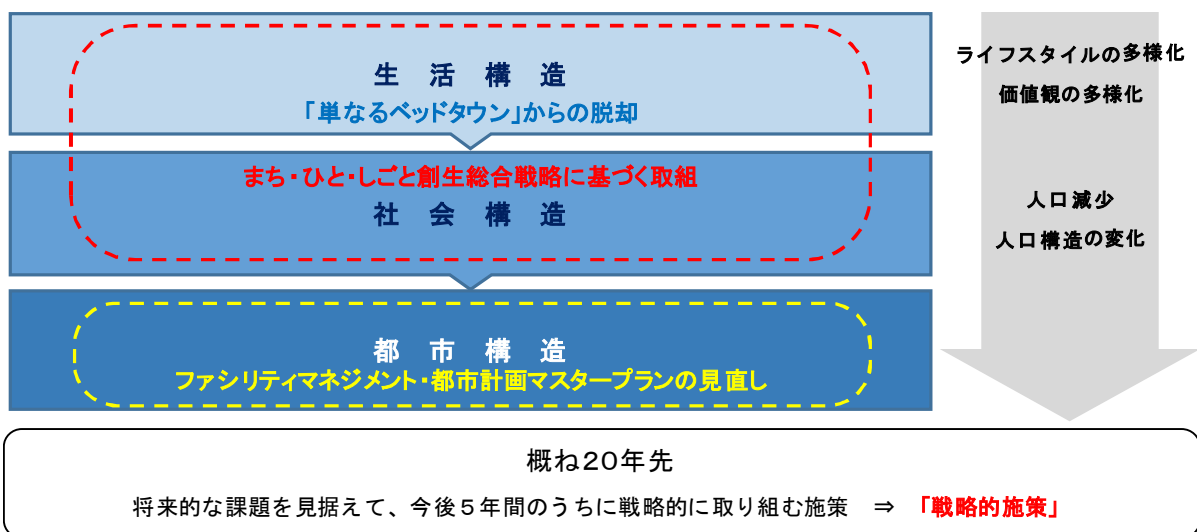 生 活 構 造
「単なるベッドタウン」からの脱却
まち・ひと・しごと創生総合戦略に基づく取組
社 会 構 造
都 市 構 造
ファシリティマネジメント・都市計画マスタープランの見直し
ライフスタイルの多様化
価値観の多様化
人口減少
人口構造の変化
概ね20年先
将来的な課題を見据えて、今後５年間のうちに戦略的に取り組む施策 ⇒ 「戦略的施策」